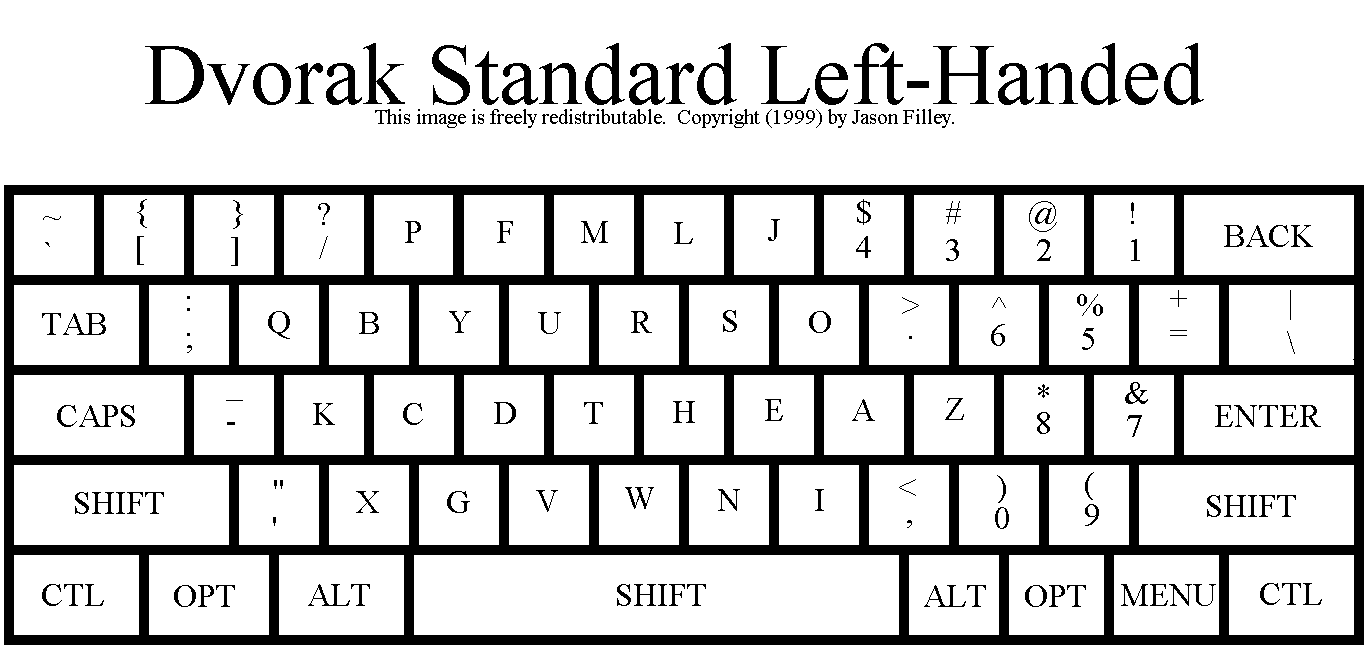 Dvorak Standard Left-Handed
This image is freely redistributable.  Copyright (1999) by Jason Filley.
~ { } ? $ # @ !
` [ ] / P F M L J 4 3 2 1 BACK
: > ^ % + |
TAB ; Q B Y U R S O . 6 5 = \
_ * &
CAPS - K C D T H E A Z 8 7 ENTER
" < ) (
SHIFT ' X G V W N I , 0 9 SHIFT
CTL OPT ALT SHIFT ALT OPT MENU CTL